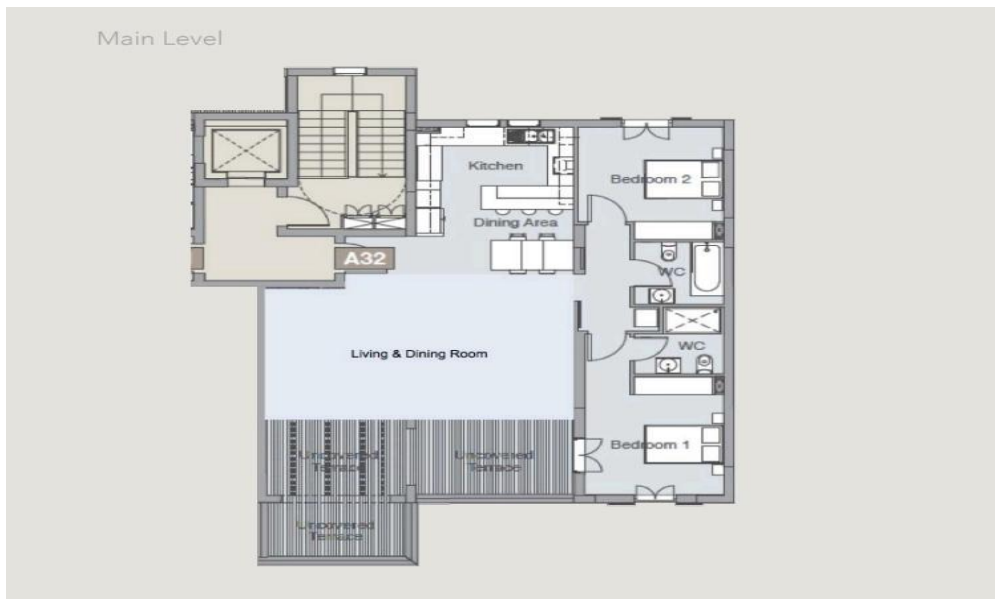 Main Level
Kitchen
Bedroom 2
Dining Area
A32
WC
Living & Dining Room
WC
Bedroom 1
Uncovered
Terrace
Uncovered
Terrace
Uncovered
Terrace